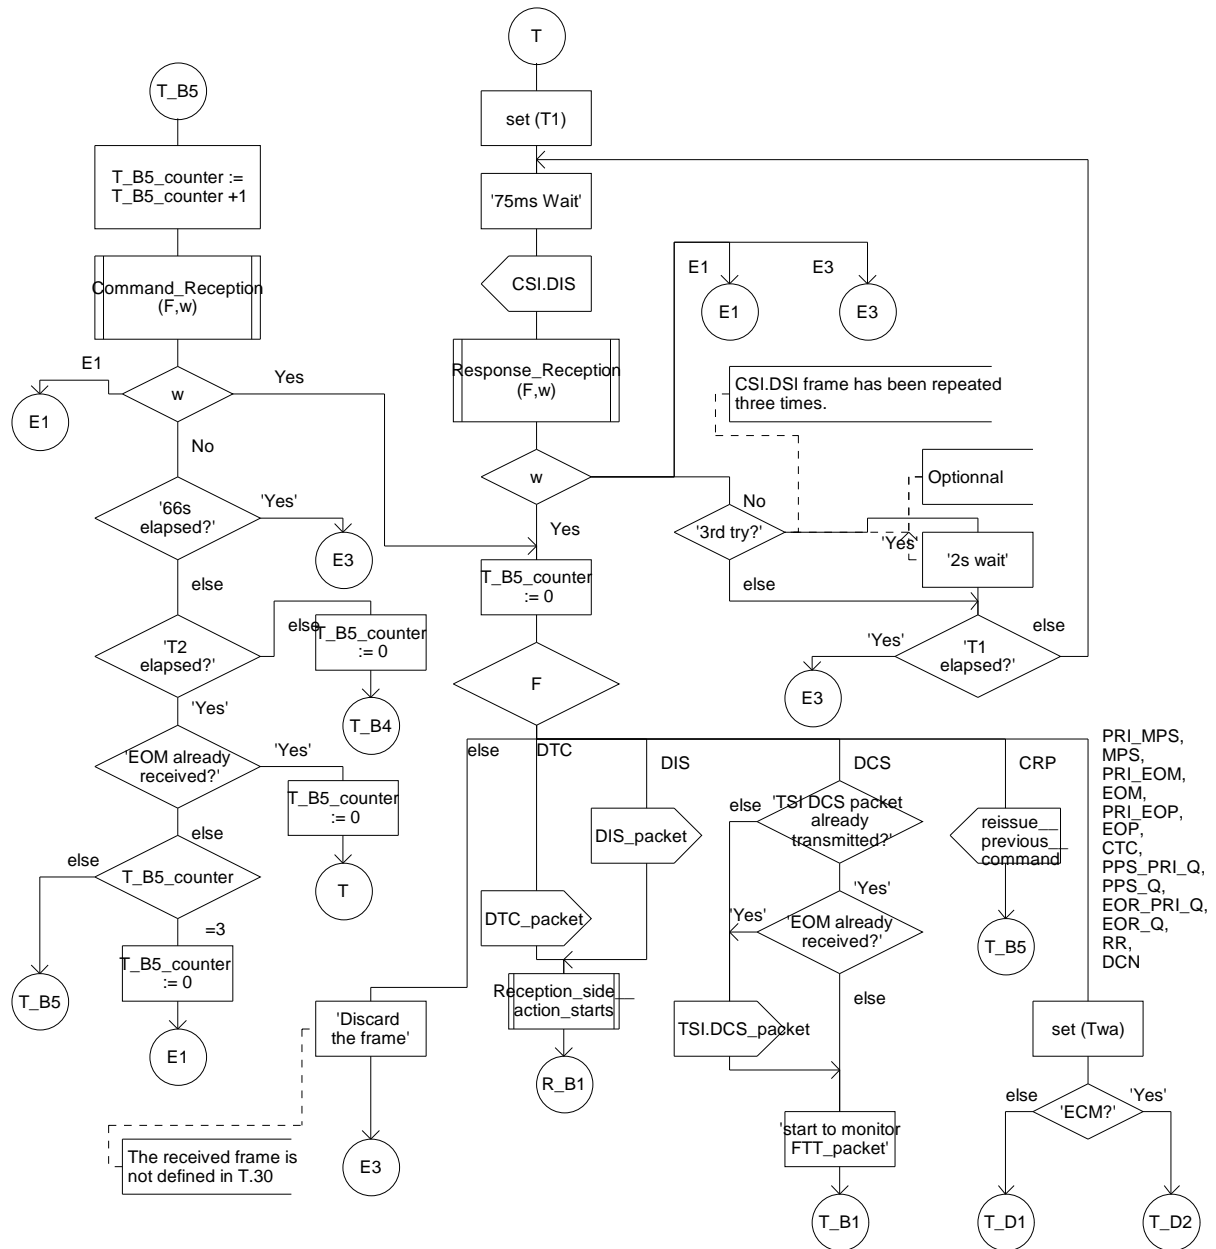 T
T_B5
set (T1)
T_B5_counter :=
T_B5_counter +1
'75ms Wait'
CSI.DIS
Command_Reception
(F,w)
E1
E3
E1
E3
Response_Reception
(F,w)
CSI.DSI frame has been repeated
three times.
E1
w
Yes
E1
No
w
Optionnal
No
Yes
'66s
elapsed?'
'Yes'
E3
else
'3rd try?'
'Yes'
'2s wait'
else
T_B5_counter
:= 0
'T2
elapsed?'
else
T_B5_counter
:= 0
'Yes'
T_B4
F
'Yes'
'T1
elapsed?'
else
E3
'EOM already
received?'
'Yes'
T_B5_counter
:= 0
T
else
else
T_B5_counter
=3
T_B5
T_B5_counter
:= 0
E1
else
DTC
DIS
DCS
CRP
PRI_MPS,
MPS,
PRI_EOM,
EOM,
PRI_EOP,
EOP,
CTC,
PPS_PRI_Q,
PPS_Q,
EOR_PRI_Q,
EOR_Q,
RR,
DCN
DIS_packet
else
'TSI DCS packet
already
transmitted?'
'Yes'
reissue__
previous__
command
T_B5
DTC_packet
'Yes'
'EOM already
received?'
else
Reception_side__
action_starts
R_B1
'Discard
the frame'
E3
The received frame is
not defined in T.30
TSI.DCS_packet
'start to monitor
FTT_packet'
T_B1
set (Twa)
else
'ECM?'
'Yes'
T_D1
T_D2